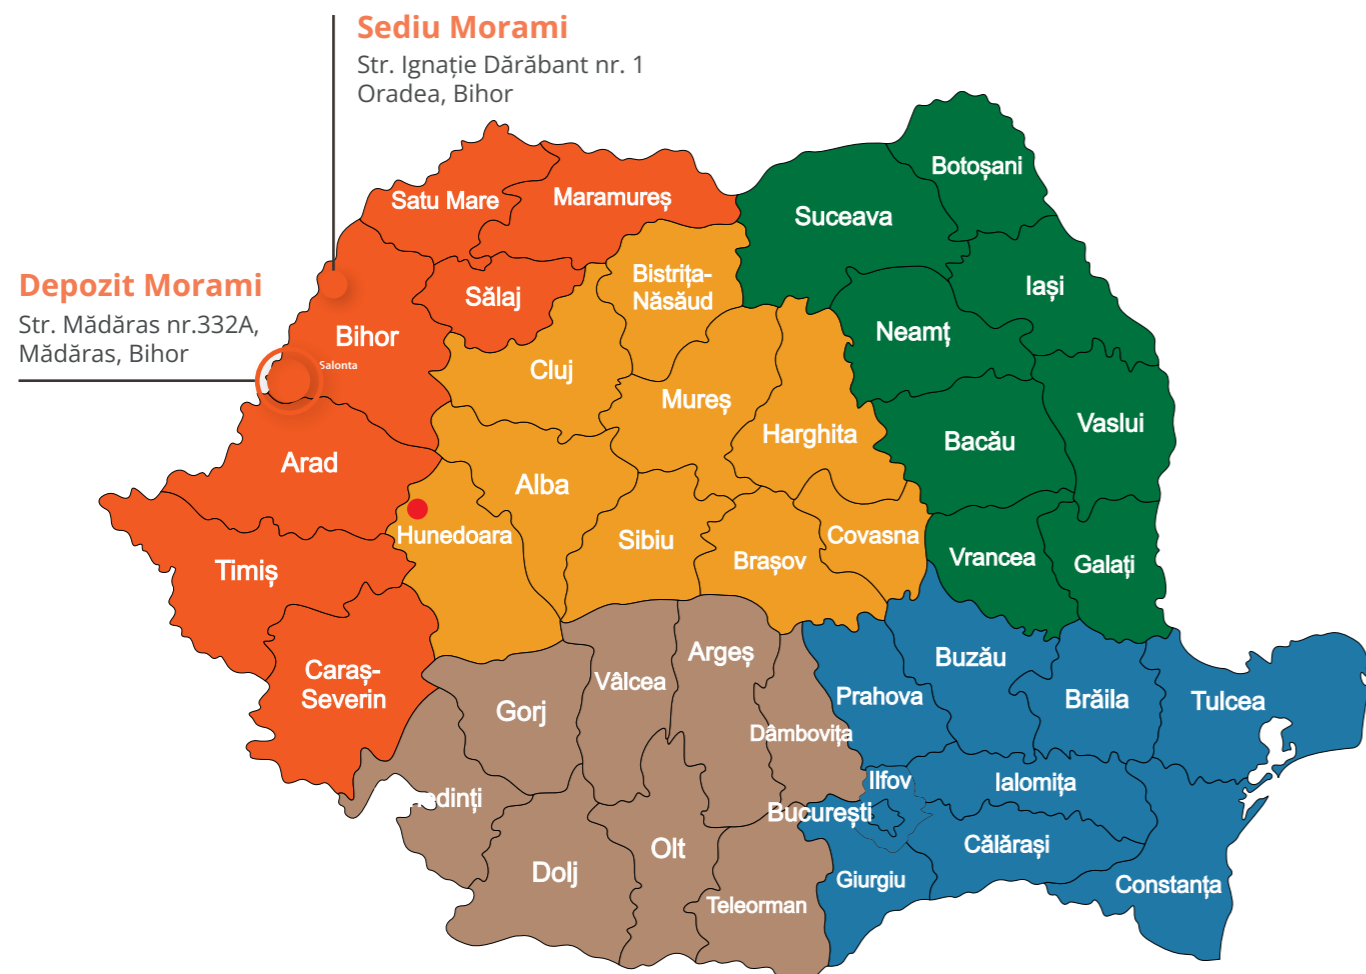 Sediu Morami
Str. Ignație Dărăbant nr. 1
Oradea, Bihor
Depozit Morami
Str. Mădăras nr.332A,
Mădăras, Bihor
Salonta
Satu Mare
Maramureș
Botoșani
Suceava
Bistrița-
Năsăud
Sălaj
Iași
Bihor
Neamț
Cluj
Mureș
Harghita
Vaslui
Bacău
Arad
Alba
Hunedoara
Sibiu
Brașov
Covasna
Vrancea
Galați
Timiș
Caraș-
Severin
Gorj
Vâlcea
Argeș
Dâmbovița
Prahova
Buzău
Brăila
Tulcea
edinți
Ilfov
Ialomița
București
Călărași
Dolj
Olt
Teleorman
Giurgiu
Constanța